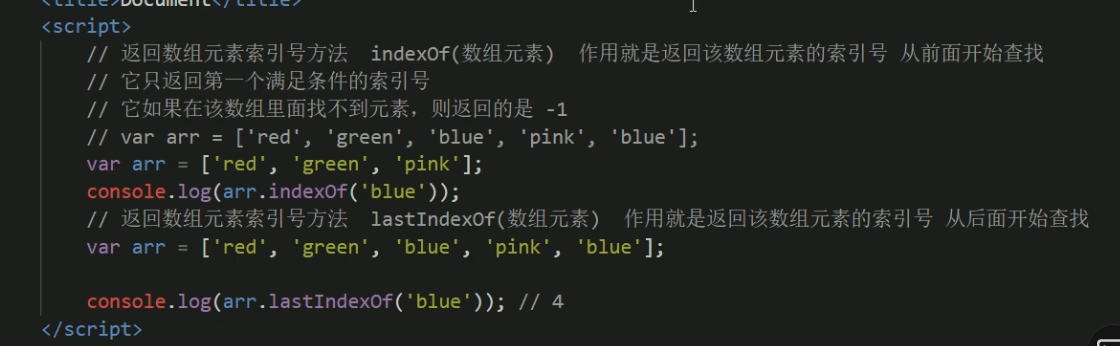 <title>Document</title>
<script>
// 返回数组元素索引号方法 indexOf(数组元素) 作用就是返回该数组元素的索引号 从前面开始查找
// 它只返回第一个满足条件的索引号
// 它如果在该数组里面找不到元素，则返回的是 -1
// var arr = ['red', 'green', 'blue', 'pink', 'blue'];
var arr = ['red', 'green', 'pink'];
console.log(arr.indexOf('blue'));
// 返回数组元素索引号方法 lastIndexOf(数组元素) 作用就是返回该数组元素的索引号 从后面开始查找
var arr = ['red', 'green', 'blue', 'pink', 'blue'];
console.log(arr.lastIndexOf('blue')); // 4
</script>